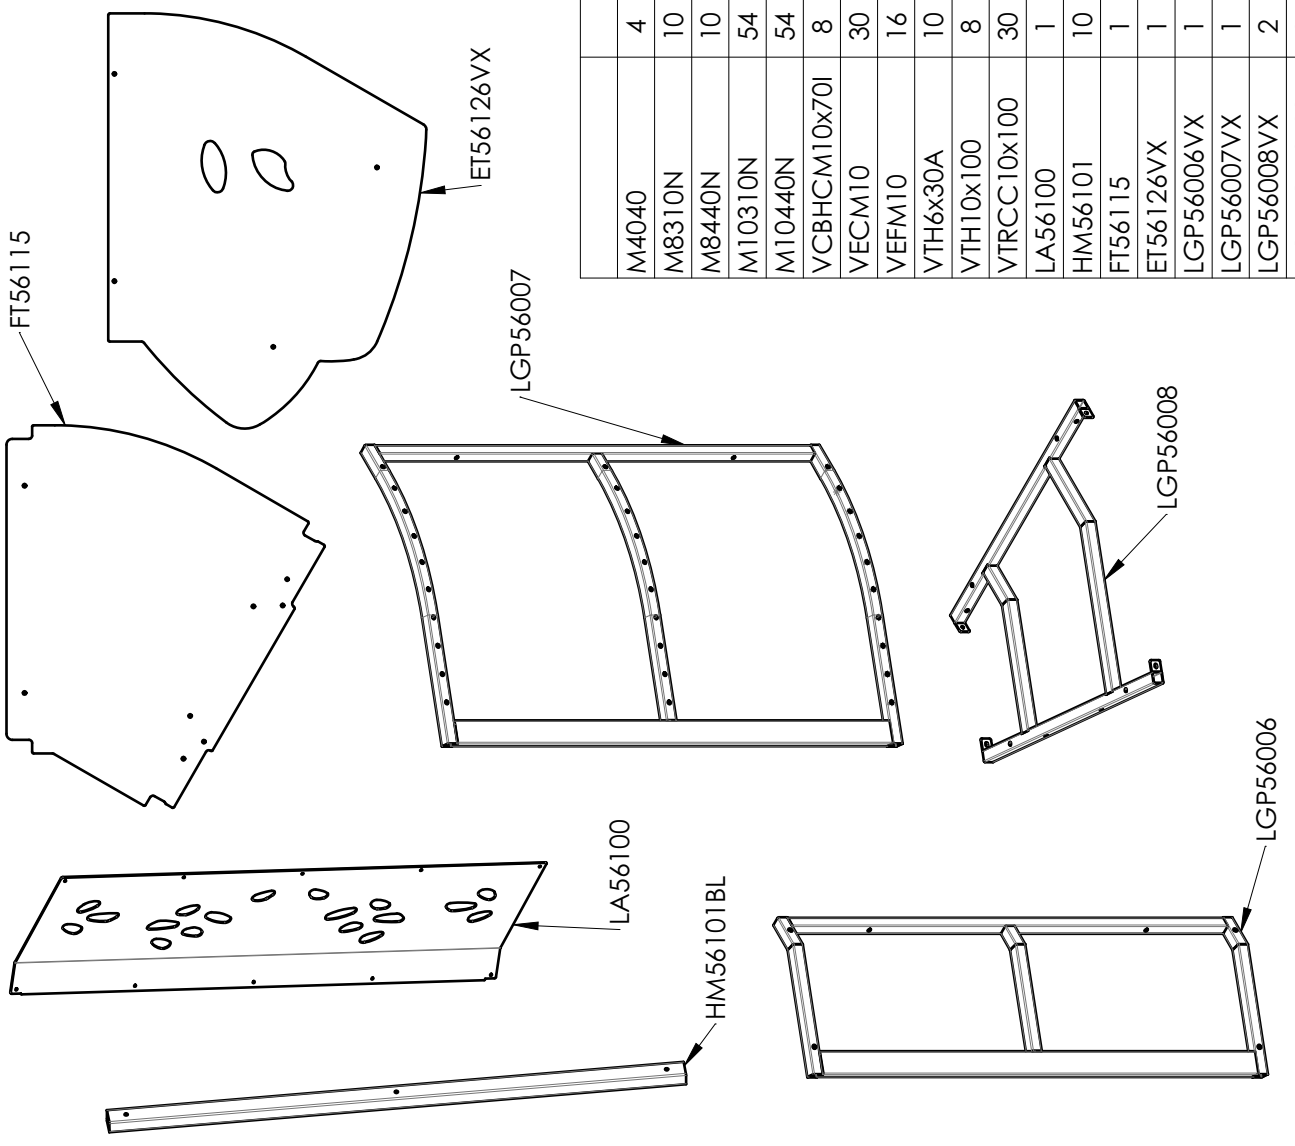 FT56115
ET56126VX
LGP56007
LGP56008
LA56100
HM56101BL
LGP56006
M4040 4
M8310N 10
M8440N 10
M10310N 54
M10440N 54
VCBHCM10x70I 8
VECM10 30
VEFM10 16
VTH6x30A 10
VTH10x100 8
VTRCC10x100 30
LA56100 1
HM56101 10
FT56115 1
ET56126VX 1
LGP56006VX 1
LGP56007VX 1
LGP56008VX 2